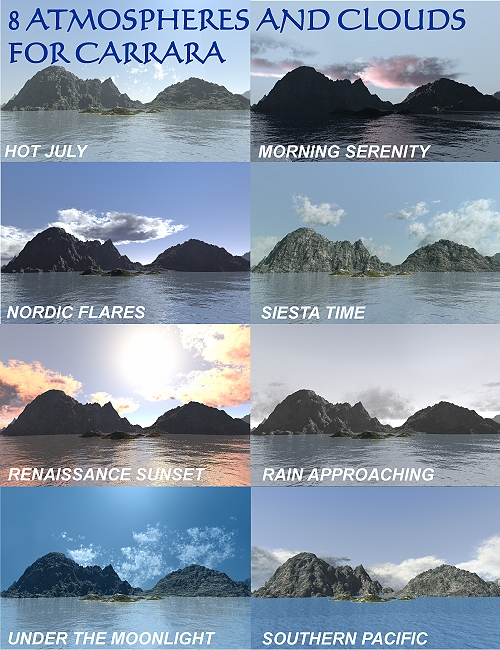 8 ATMOSPHERES AND CLOUDS
FOR CARRARA
HOT JULY
MORNING SERENITY
NORDIC FLARES
SIESTA TIME
RENAISSANCE SUNSET
RAIN APPROACHING
UNDER THE MOONLIGHT
SOUTHERN PACIFIC